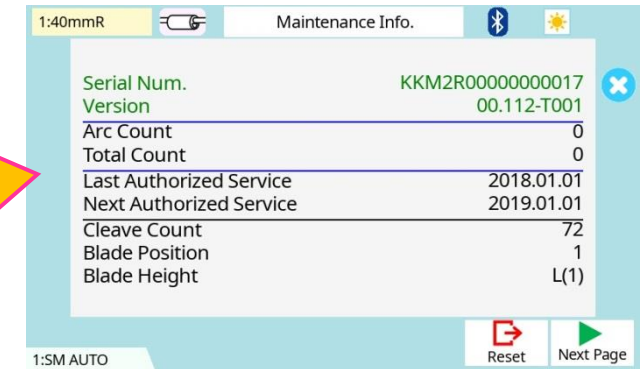 1:40mmR Maintenance Info.
Serial Num. KKM2R00000000017
Version 00.112-T001
Arc Count 0
Total Count 0
Last Authorized Service 2018.01.01
Next Authorized Service 2019.01.01
Cleave Count 72
Blade Position 1
Blade Height L(1)
Reset Next Page
1:SM AUTO